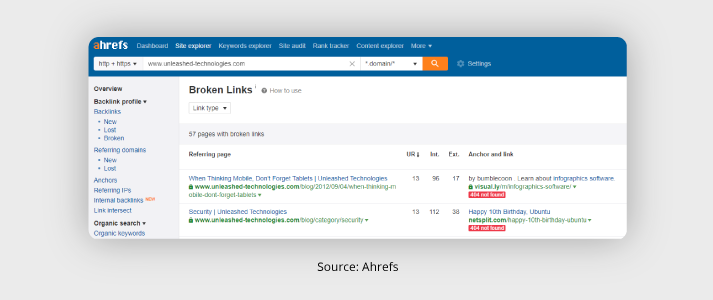 ahrefs Dashboard Site explorer Keywords explorer Site audit Rank tracker Content explorer More
http + https www.unleashed-technologies.com *.domain/* Settings
Overview
Backlink profile
Backlinks
New
Lost
Broken
Referring domains
New
Lost
Anchors
Referring IPs
Internal backlinks NEW
Link intersect
Organic search
Organic keywords
Broken Links i How to use
Link type
57 pages with broken links
Referring page UR Int. Ext. Anchor and link
When Thinking Mobile, Don't Forget Tablets | Unleashed Technologies 13 96 17 by bumblecoon.. Learn about infographics software.
www.unleashed-technologies.com/blog/2012/09/04/when-thinking-m visual.ly/m/infographics-software/
obile-dont-forget-tablets 404 not found
Security | Unleashed Technologies 13 112 38 Happy 10th Birthday, Ubuntu
www.unleashed-technologies.com/blog/category/security netsplit.com/happy-10th-birthday-ubuntu
404 not found
Source: Ahrefs